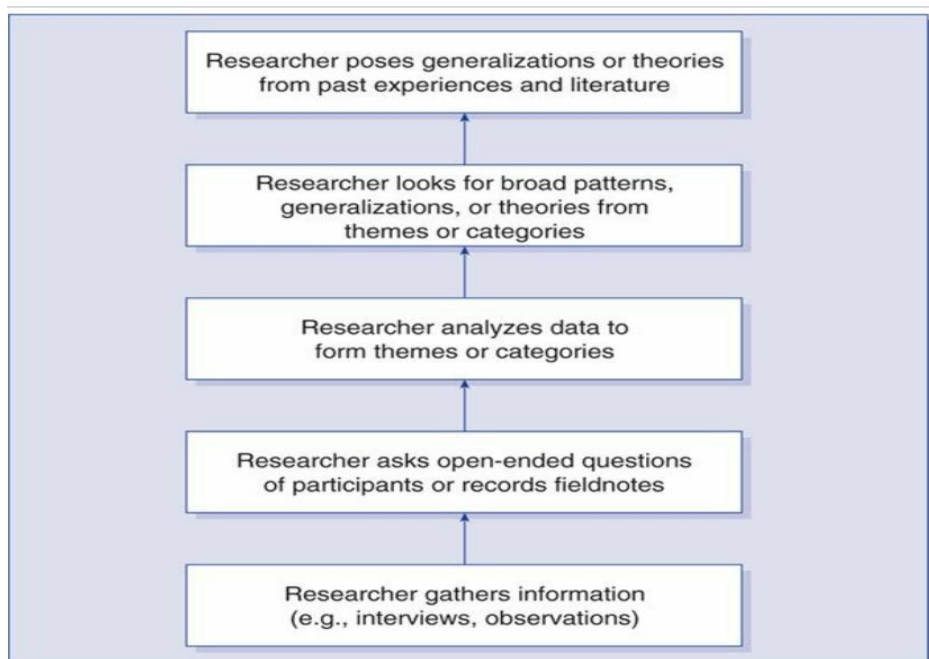 Researcher poses generalizations or theories
from past experiences and literature
Researcher looks for broad patterns,
generalizations, or theories from
themes or categories
Researcher analyzes data to
form themes or categories
Researcher asks open-ended questions
of participants or records fieldnotes
Researcher gathers information
(e.g., interviews, observations)